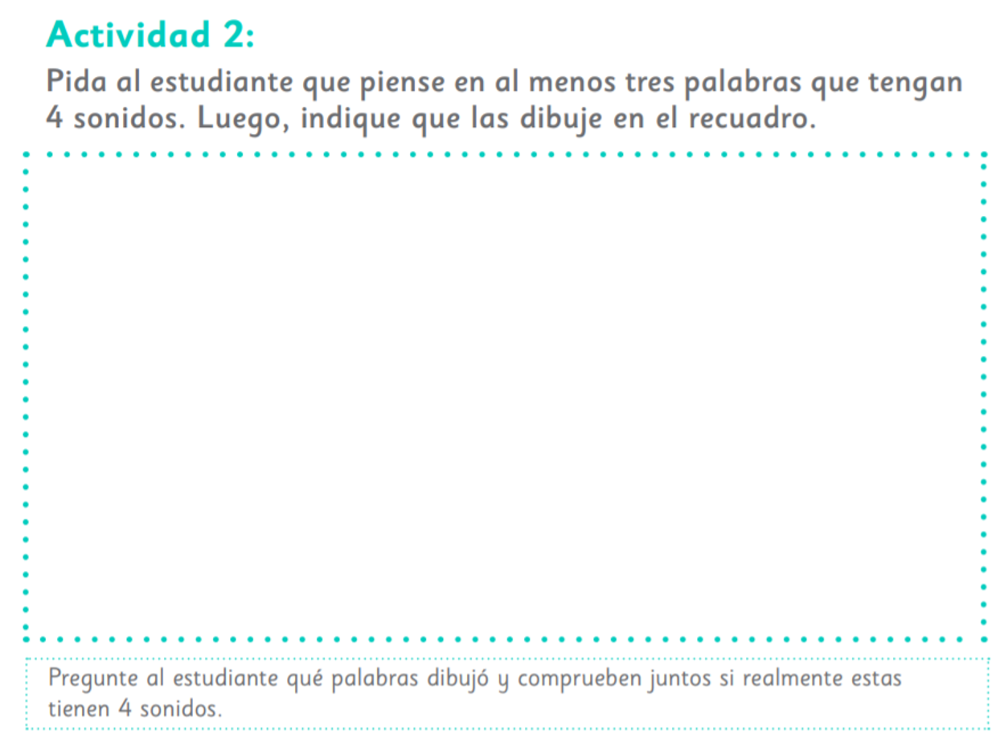 Actividad 2:
Pida al estudiante que piense en al menos tres palabras que tengan
4 sonidos. Luego, indique que las dibuje en el recuadro.
Pregunte al estudiante qué palabras dibujó y comprueben juntos si realmente estas
tienen 4 sonidos.